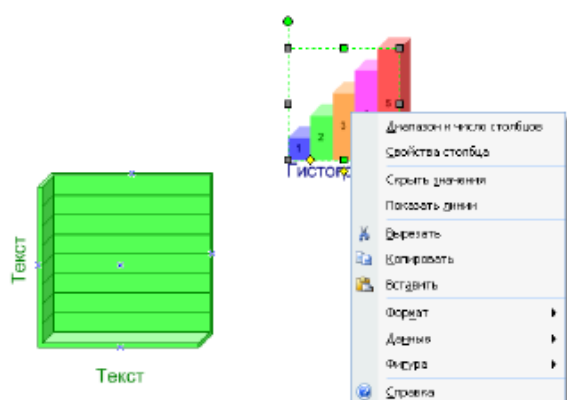 1
2
3
5
Гистог
Диапазон и число столбцов
Свойства столбца
Скрыть значения
Показать линии
Вырезать
Копировать
Вставить
Формат
Данные
Фигура
Справка
Текст
Текст